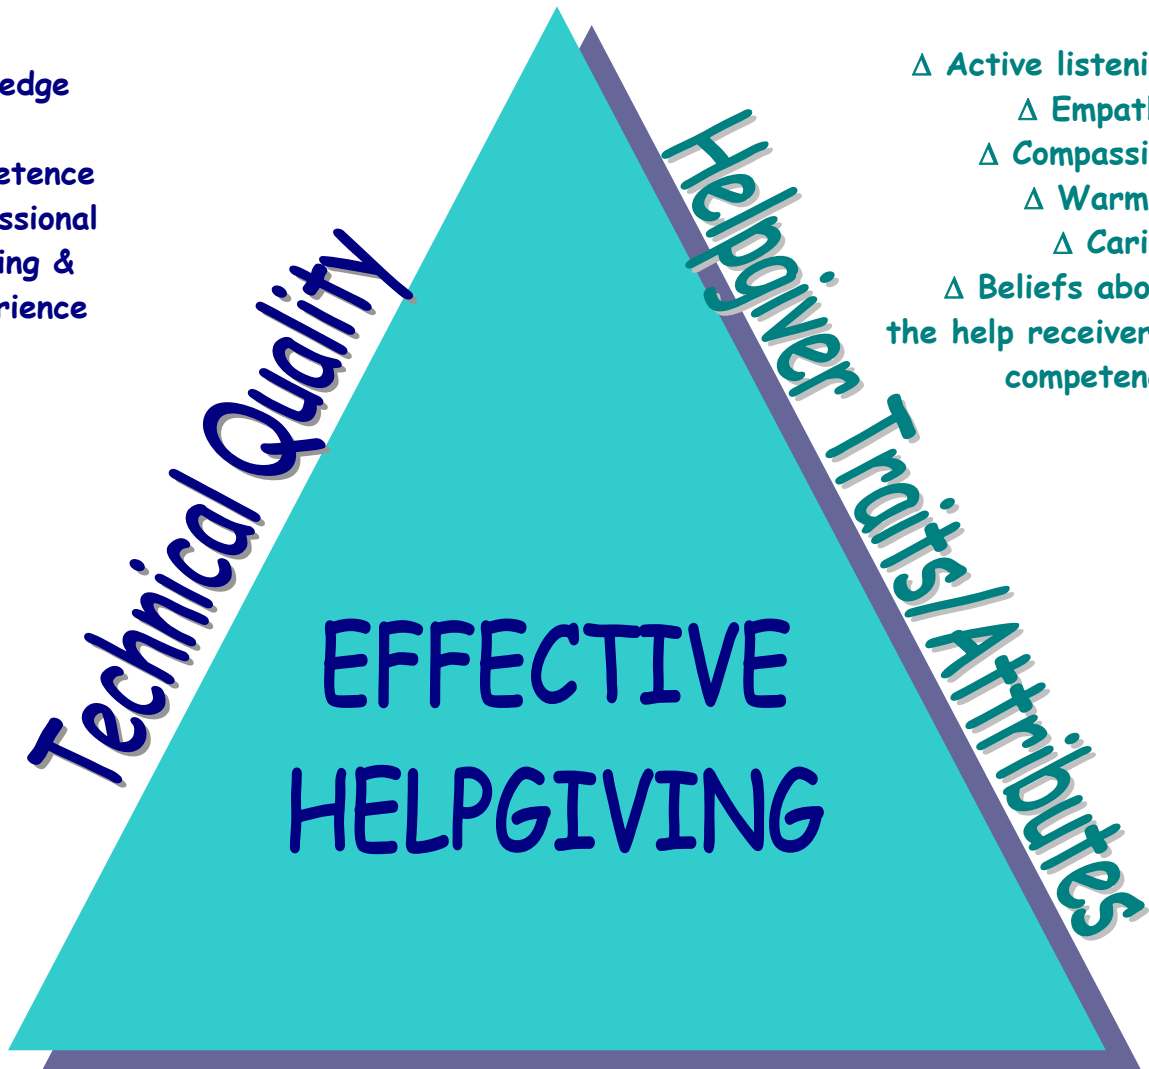 edge
etence
ssional
ing &
rience
Technical Quality
Δ Active listeni
Δ Empat
Δ Compassi
Δ Warm
Δ Cari
Δ Beliefs abo
the help receiver
competen
Helpgiver Traits/Attributes
EFFECTIVE
HELPGIVING